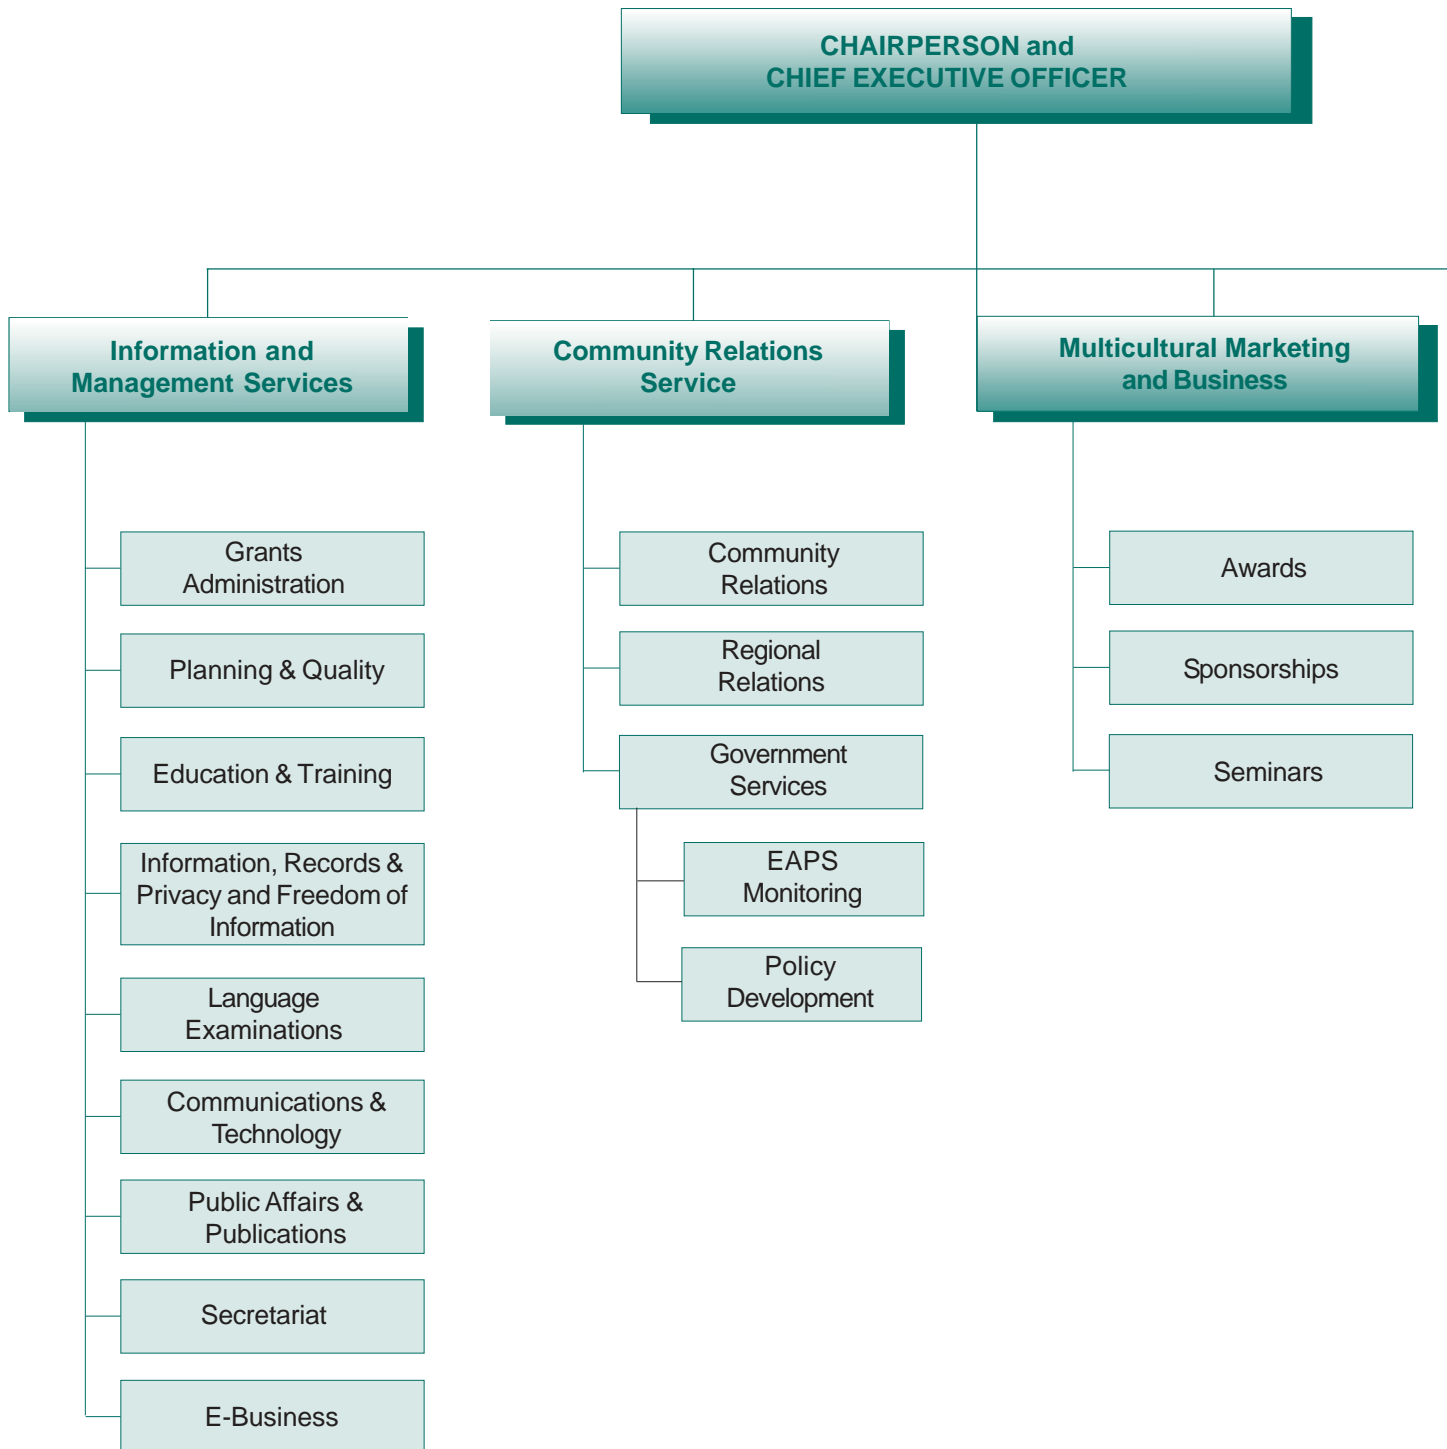 CHAIRPERSON and
CHIEF EXECUTIVE OFFICER
Information and
Management Services
Grants
Administration
Planning & Quality
Education & Training
Information, Records &
Privacy and Freedom of
Information
Language
Examinations
Communications &
Technology
Public Affairs &
Publications
Secretariat
E-Business
Community Relations
Service
Community
Relations
Regional
Relations
Government
Services
EAPS
Monitoring
Policy
Development
Multicultural Marketing
and Business
Awards
Sponsorships
Seminars